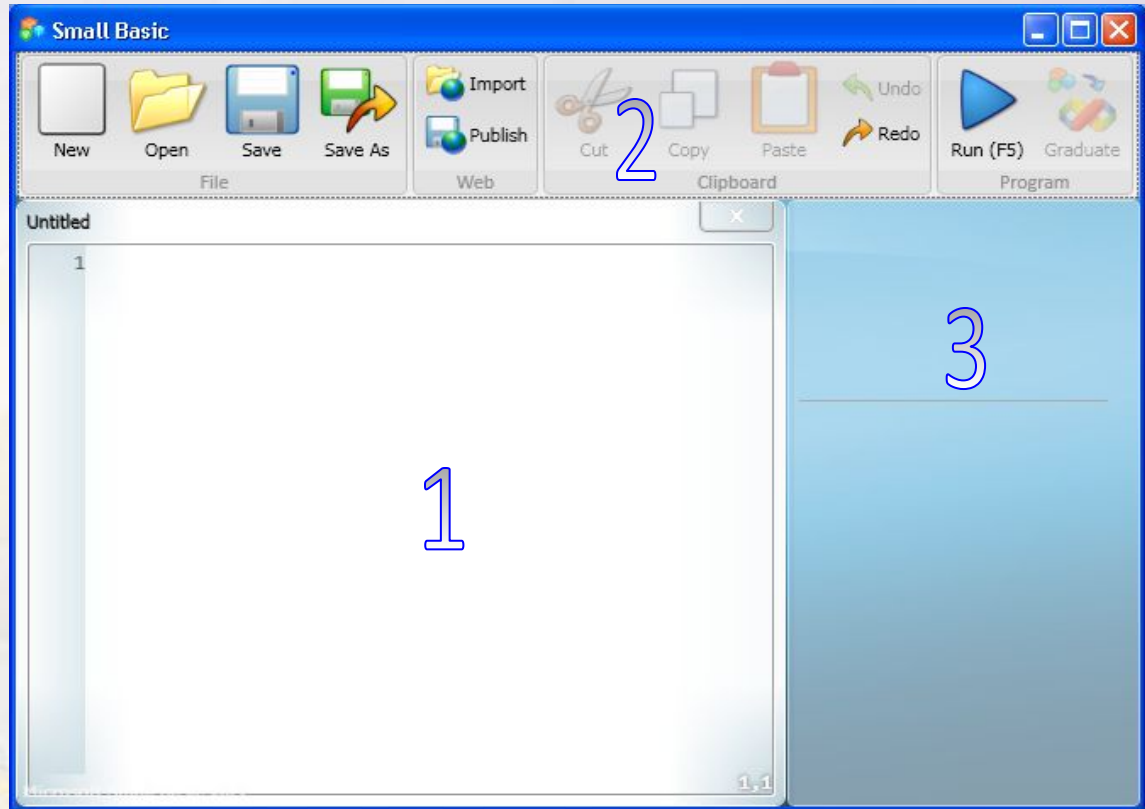 Small Basic
New Open Save Save As
Import
Publish
Cut Copy Paste
Undo
Redo
Run (F5) Graduate
File Web Clipboard Program
2
Untitled
1
3
1
1,1